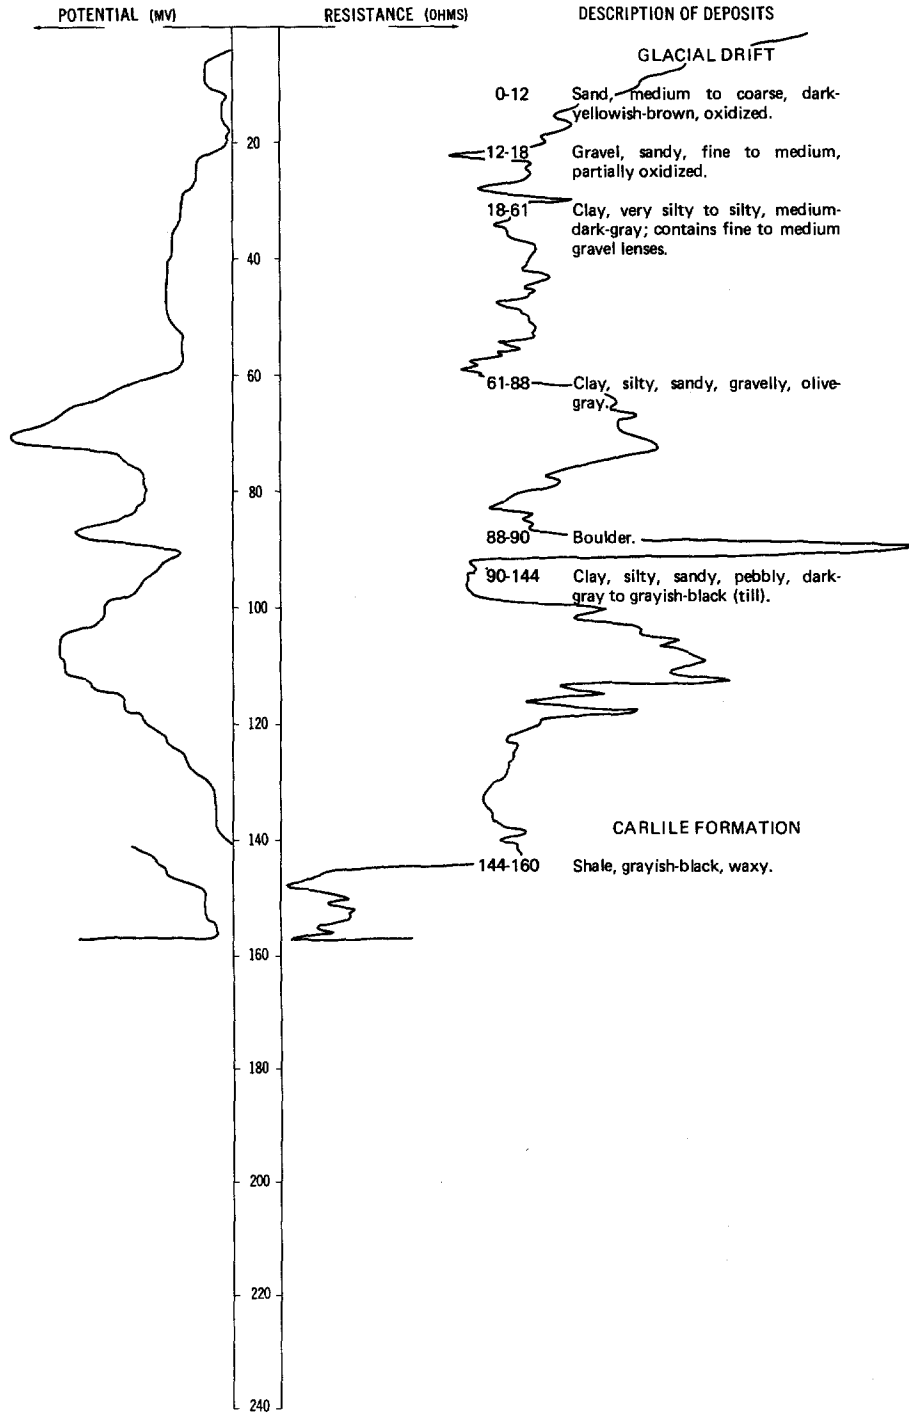 POTENTIAL (MV)
RESISTANCE (OHMS)
DESCRIPTION OF DEPOSITS
GLACIAL DRIFT
0-12 Sand, medium to coarse, dark-
yellowish-brown, oxidized.
12-18 Gravel, sandy, fine to medium,
partially oxidized.
18-61 Clay, very silty to silty, medium-
dark-gray; contains fine to medium
gravel lenses.
61-88 Clay, silty, sandy, gravelly, olive-
gray.
88-90 Boulder.
90-144 Clay, silty, sandy, pebbly, dark-
gray to grayish-black (till).
CARLILE FORMATION
144-160 Shale, grayish-black, waxy.
20
40
60
80
100
120
140
160
180
200
220
240